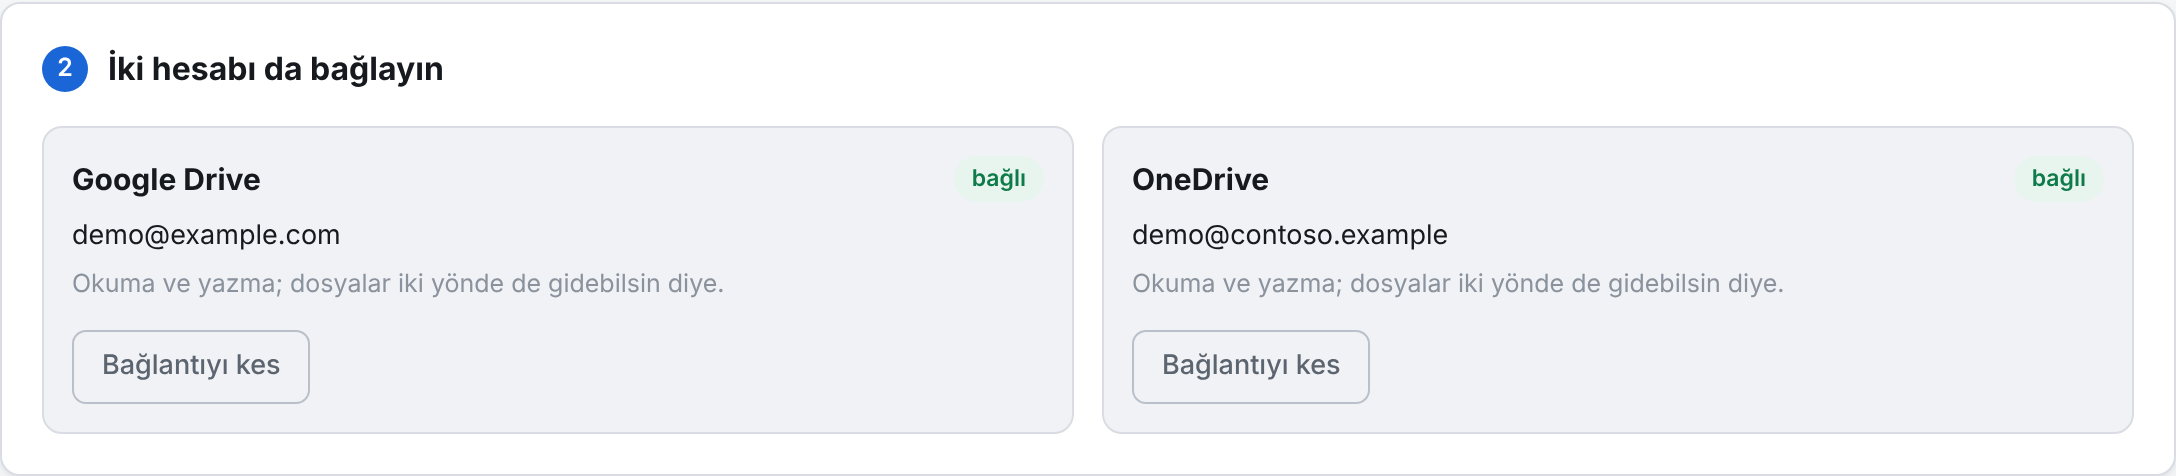 2
İki hesabı da bağlayın
Google Drive
bağlı
demo@example.com
Okuma ve yazma; dosyalar iki yönde de gidebilsin diye.
Bağlantıyı kes
OneDrive
bağlı
demo@contoso.example
Okuma ve yazma; dosyalar iki yönde de gidebilsin diye.
Bağlantıyı kes